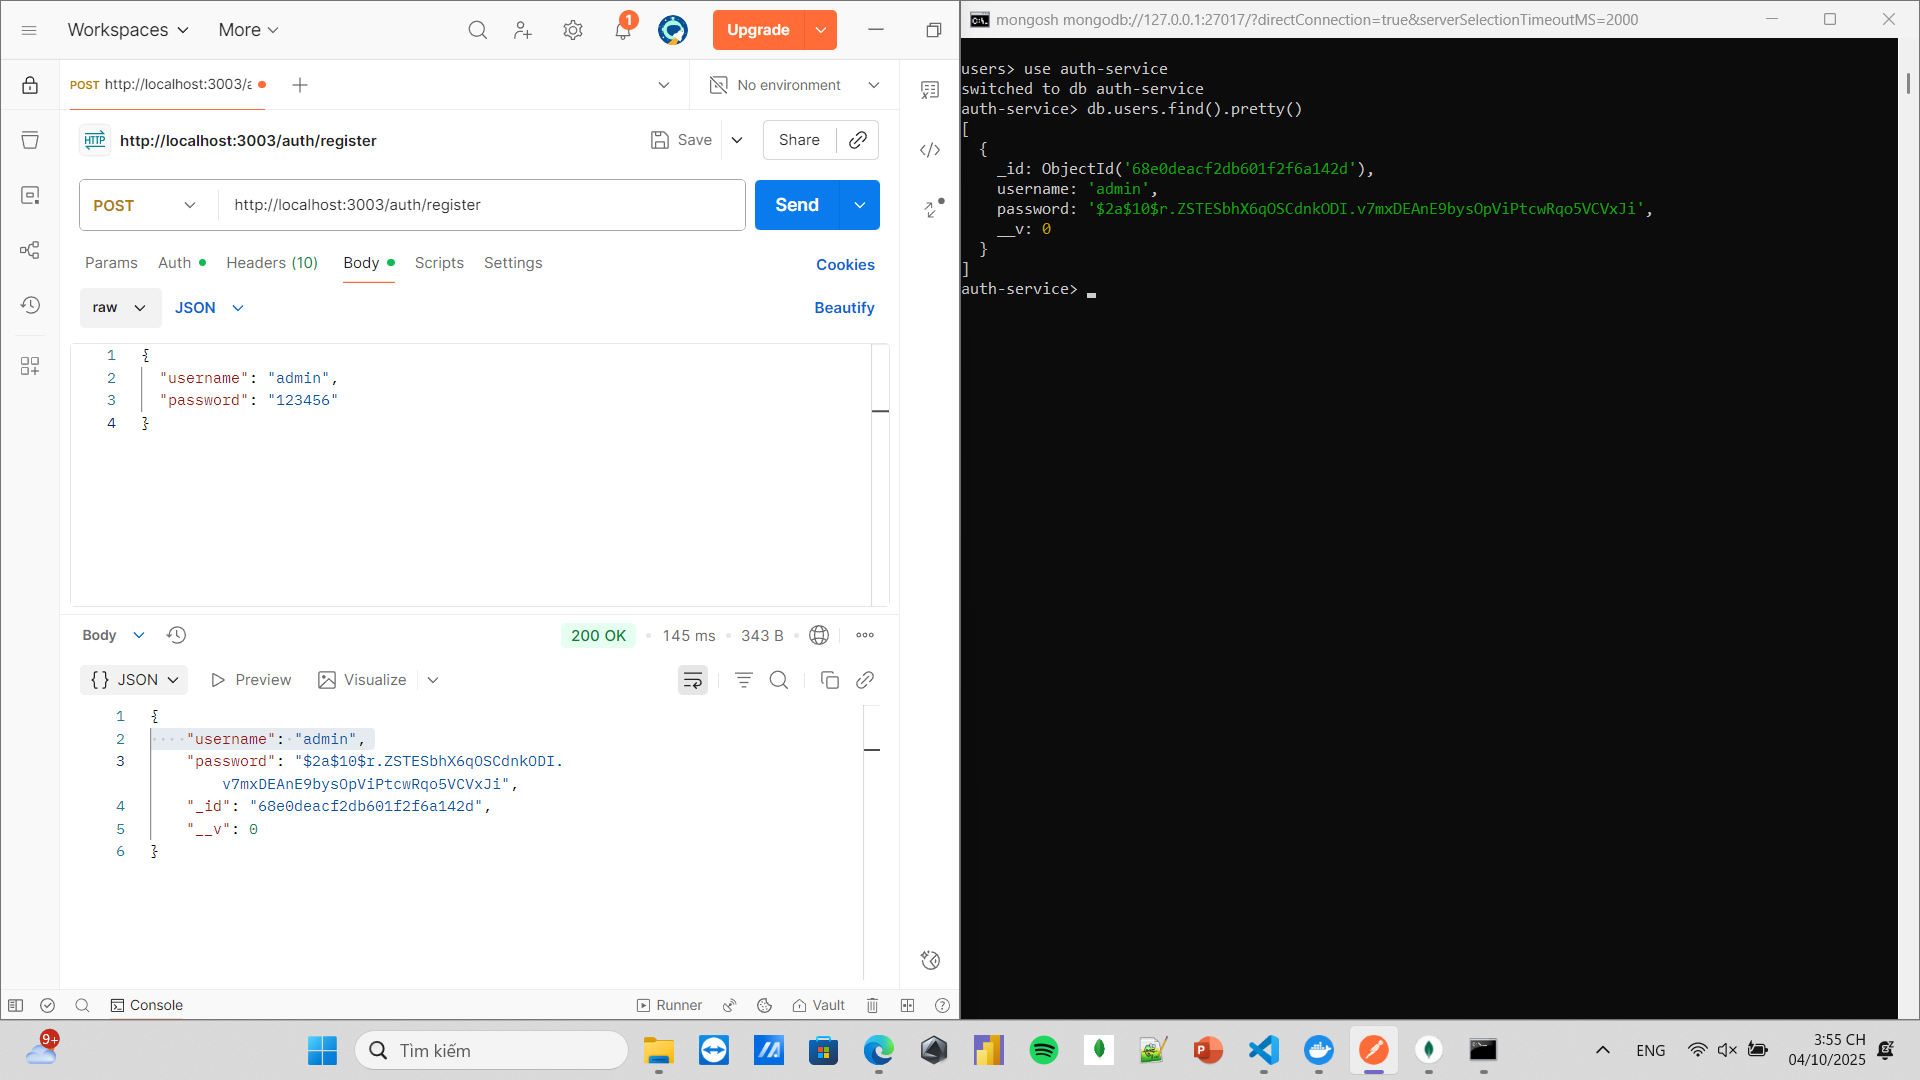 Workspaces
More
1
Upgrade
POST http://localhost:3003/a
No environment
HTTP http://localhost:3003/auth/register
Save
Share
POST
http://localhost:3003/auth/register
Send
Params
Auth
Headers (10)
Body
Scripts
Settings
Cookies
raw
JSON
Beautify
1 {
2 "username": "admin",
3 "password": "123456"
4 }
Body
200 OK
145 ms
343 B
{} JSON
Preview
Visualize
1 {
2 "username": "admin",
3 "password": "$2a$10$r.ZSTESbhX6qOSCdnkODI.
v7mxDEAnE9bysOpViPtcwRqo5VCVxJi",
4 "_id": "68e0deacf2db601f2f6a142d",
5 "__v": 0
6 }
Console
Runner
Vault
mongosh mongodb://127.0.0.1:27017/?directConnection=true&serverSelectionTimeoutMS=2000
users> use auth-service
switched to db auth-service
auth-service> db.users.find().pretty()
[
{
_id: ObjectId('68e0deacf2db601f2f6a142d'),
username: 'admin',
password: '$2a$10$r.ZSTESbhX6qOSCdnkODI.v7mxDEAnE9bysOpViPtcwRqo5VCVxJi',
__v: 0
}
]
auth-service>
9+
Tìm kiếm
ENG
3:55 CH
04/10/2025